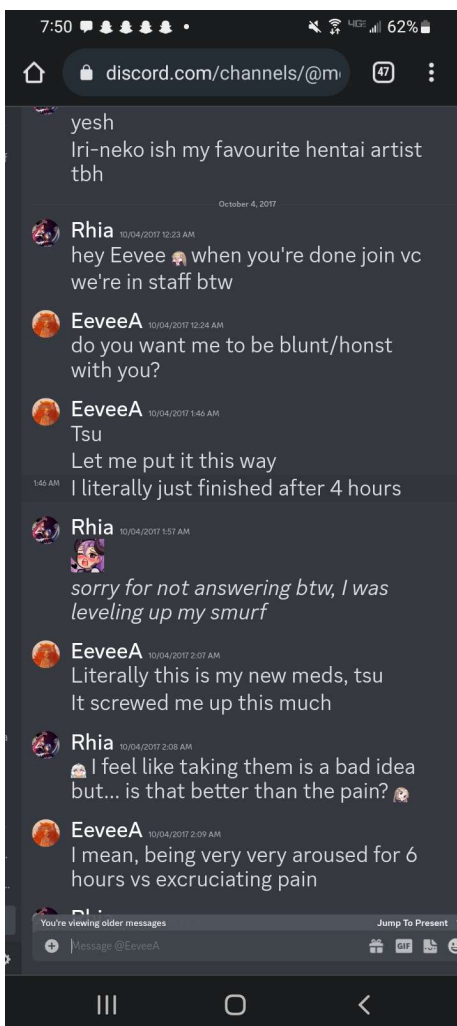 7:50
4GE
62%
discord.com/channels/@m
47
yesh
Iri-neko ish my favourite hentai artist
tbh
October 4, 2017
Rhia 10/04/2017 12:23 AM
hey Eevee when you're done join vc
we're in staff btw
EeveeA 10/04/2017 12:24 AM
do you want me to be blunt/honst
with you?
EeveeA 10/04/2017 1:46 AM
Tsu
Let me put it this way
1:46 AM I literally just finished after 4 hours
Rhia 10/04/2017 1:57 AM
sorry for not answering btw, I was
leveling up my smurf
EeveeA 10/04/2017 2:07 AM
Literally this is my new meds, tsu
It screwed me up this much
Rhia 10/04/2017 2:08 AM
I feel like taking them is a bad idea
but... is that better than the pain?
EeveeA 10/04/2017 2:09 AM
I mean, being very very aroused for 6
hours vs excruciating pain
You're viewing older messages
Jump To Present
Message @EeveeA
GIF